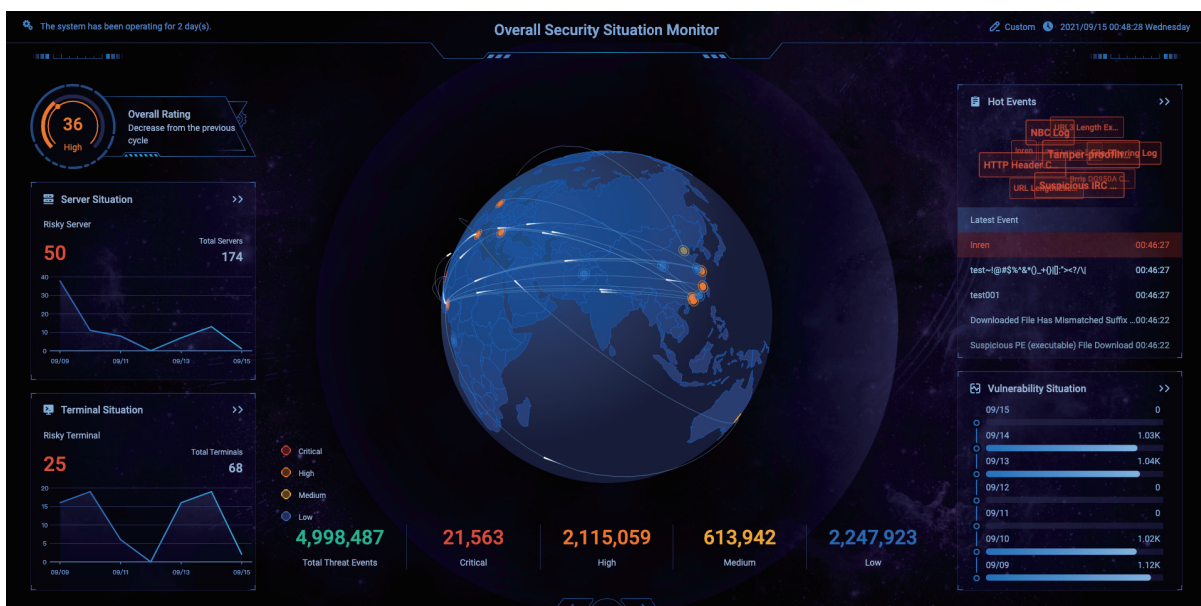 The system has been operating for 2 day(s).
Overall Security Situation Monitor
Custom
2021/09/15 00:48:28 Wednesday
36
High
Overall Rating
Decrease from the previous
cycle
Server Situation
Risky Server
50
Total Servers
174
40
30
20
10
0
09/09
09/11
09/13
09/15
Terminal Situation
Risky Terminal
25
Total Terminals
68
20
15
10
5
0
09/09
09/11
09/13
09/15
Critical
High
Medium
Low
4,998,487
Total Threat Events
21,563
Critical
2,115,059
High
613,942
Medium
2,247,923
Low
Hot Events
NBC Log
Length Ex...
Inren
Tamper-proofin...
Log
HTTP Header C...
DG950A C...
URL
Suspicious IRC ...
Latest Event
Inren 00:46:27
test~!@#$%^&*()_+{}|[]:"><?/\| 00:46:27
test001 00:46:27
Downloaded File Has Mismatched Suffix ... 00:46:22
Suspicious PE (executable) File Download 00:46:22
Vulnerability Situation
09/15 0
09/14 1.03K
09/13 1.04K
09/12 0
09/11 0
09/10 1.02K
09/09 1.12K